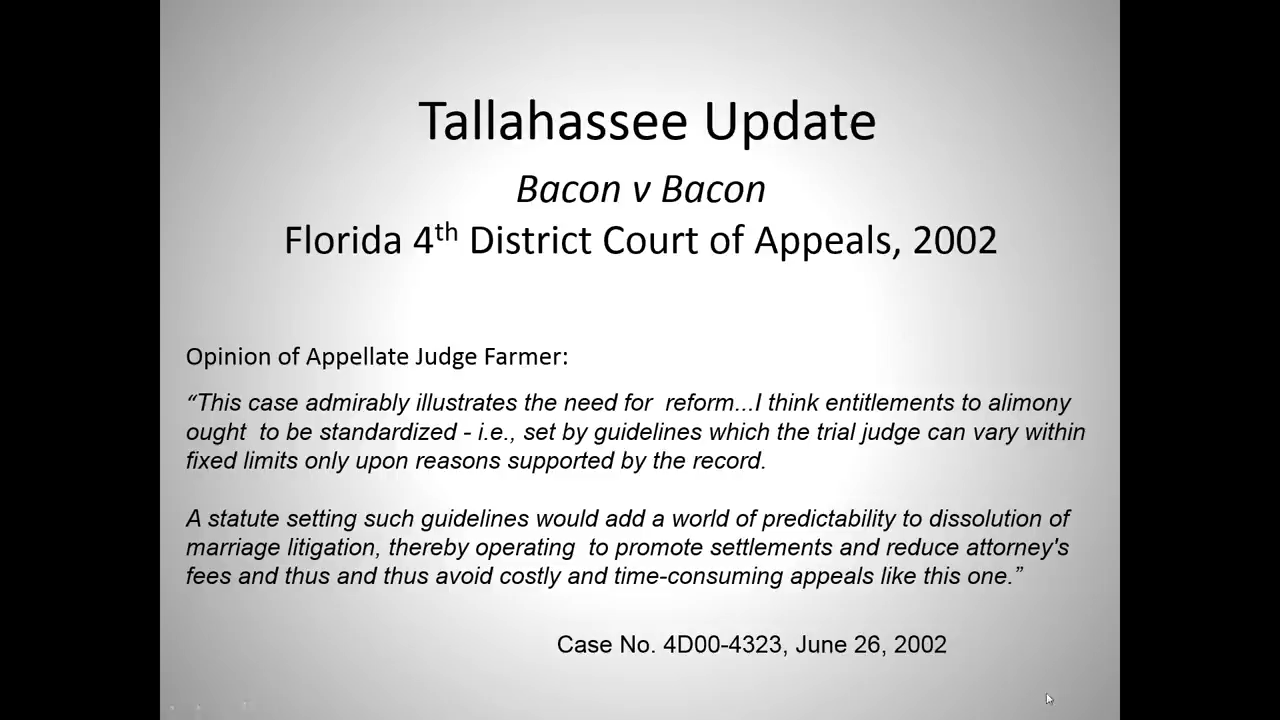 Tallahassee Update
Bacon v Bacon
Florida 4th District Court of Appeals, 2002
Opinion of Appellate Judge Farmer:
“This case admirably illustrates the need for  reform...I think entitlements to alimony
ought  to be standardized - i.e., set by guidelines which the trial judge can vary within
fixed limits only upon reasons supported by the record.
A statute setting such guidelines would add a world of predictability to dissolution of
marriage litigation, thereby operating  to promote settlements and reduce attorney's
fees and thus and thus avoid costly and time-consuming appeals like this one.”
Case No. 4D00-4323, June 26, 2002